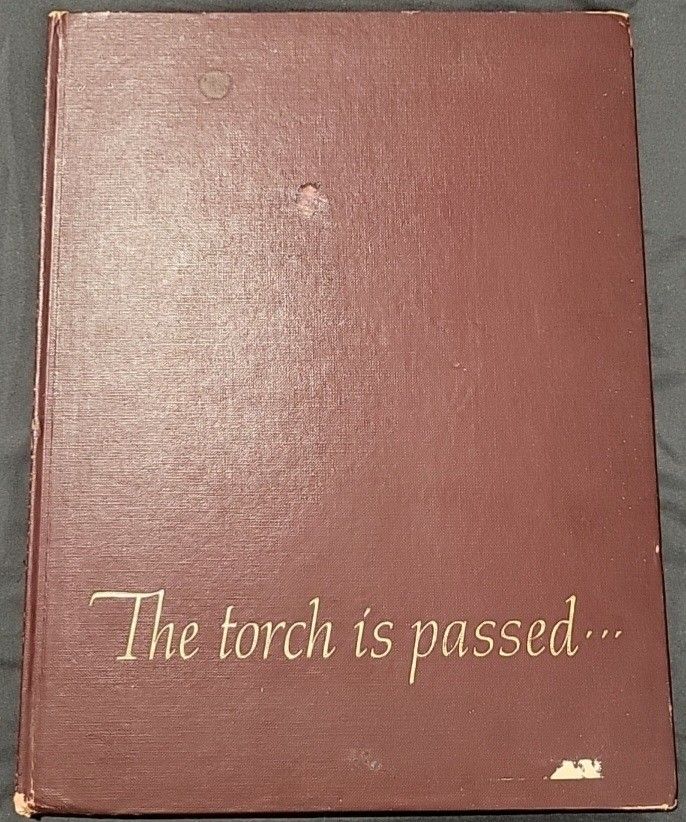 The torch is passed...